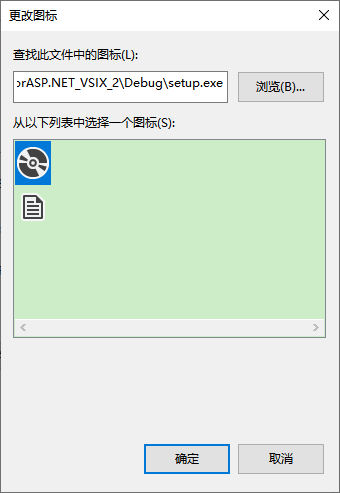 更改图标
查找此文件中的图标(L):
orASP.NET_VSIX_2\Debug\setup.exe
浏览(B)...
从以下列表中选择一个图标(S):
确定
取消